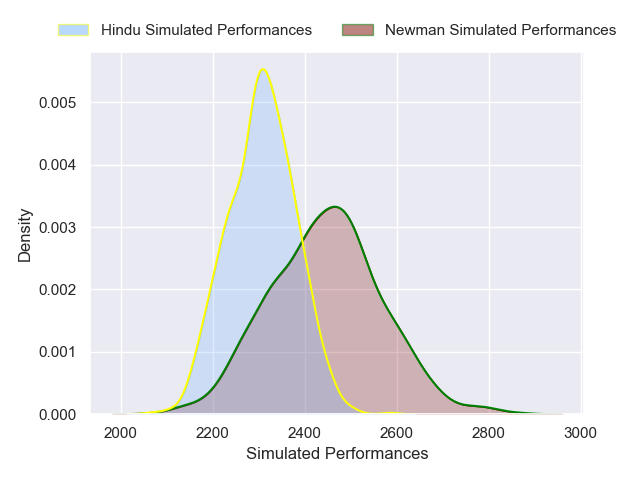 Hindu Simulated Performances
Newman Simulated Performances
0.005
0.004
0.003
0.002
0.001
0.000
Density
2000 2200 2400 2600 2800 3000
Simulated Performances